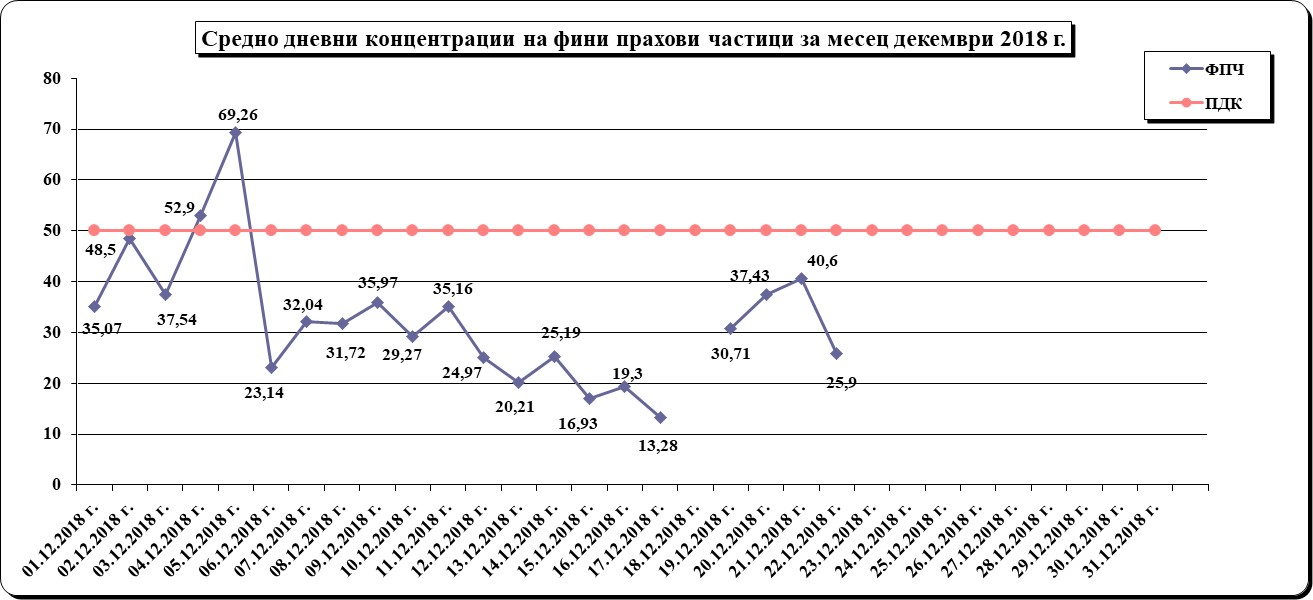 Средно дневни концентрации на фини прахови частици за месец декември 2018 г.
ФПЧ
ПДК
80
70
60
50
40
30
20
10
0
35,07
48,5
37,54
52,9
69,26
23,14
32,04
31,72
35,97
29,27
35,16
24,97
20,21
25,19
16,93
19,3
13,28
30,71
37,43
40,6
25,9
01.12.2018 г.
02.12.2018 г.
03.12.2018 г.
04.12.2018 г.
05.12.2018 г.
06.12.2018 г.
07.12.2018 г.
08.12.2018 г.
09.12.2018 г.
10.12.2018 г.
11.12.2018 г.
12.12.2018 г.
13.12.2018 г.
14.12.2018 г.
15.12.2018 г.
16.12.2018 г.
17.12.2018 г.
18.12.2018 г.
19.12.2018 г.
20.12.2018 г.
21.12.2018 г.
22.12.2018 г.
23.12.2018 г.
24.12.2018 г.
25.12.2018 г.
26.12.2018 г.
27.12.2018 г.
28.12.2018 г.
29.12.2018 г.
30.12.2018 г.
31.12.2018 г.